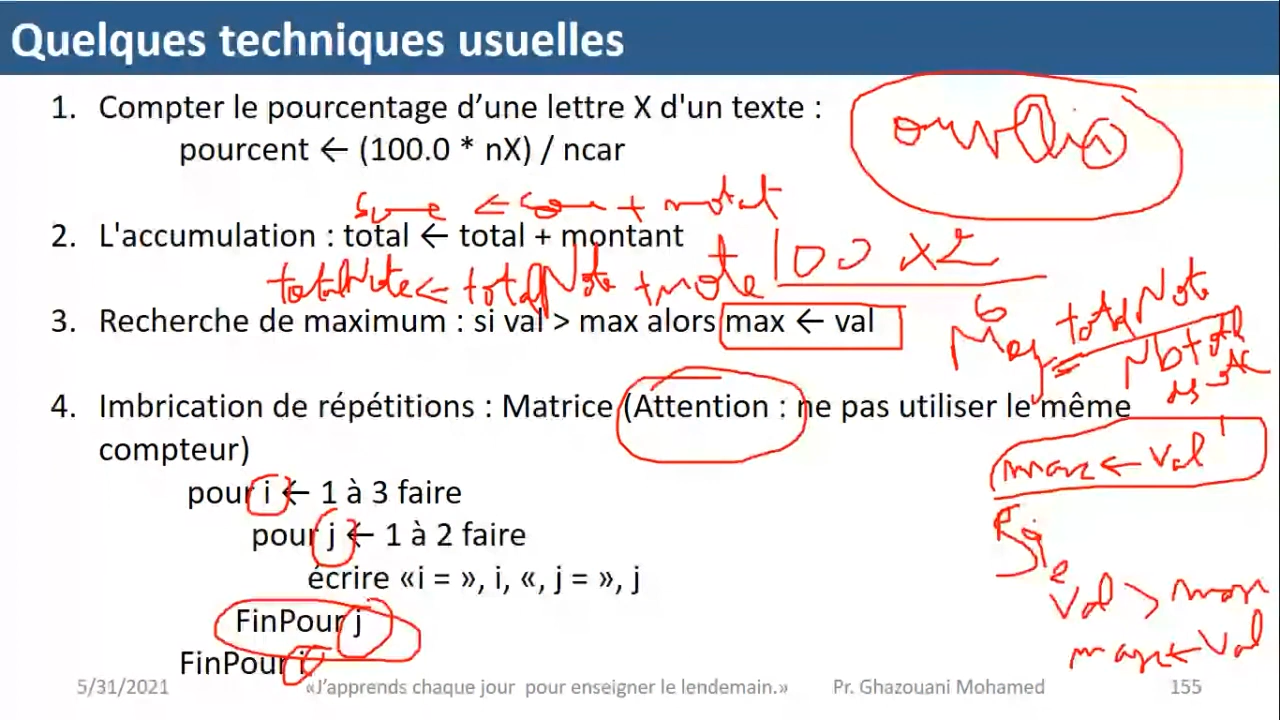 Quelques techniques usuelles
1. Compter le pourcentage d’une lettre X d'un texte :
pourcent ← (100.0 * nX) / ncar
2. L'accumulation : total ← total + montant
totalNote ← totalNote + note
100 x 2
6
3. Recherche de maximum : si val > max alors max ← val
Moy = totalNote
4. Imbrication de répétitions : Matrice (Attention : ne pas utiliser le même
compteur)
max ← val
pour i ← 1 à 3 faire
pour j ← 1 à 2 faire
écrire «i = », i, «, j = », j
val > max
FinPour j
max ← val
FinPour i
5/31/2021 «J’apprends chaque jour pour enseigner le lendemain.» Pr. Ghazouani Mohamed 155